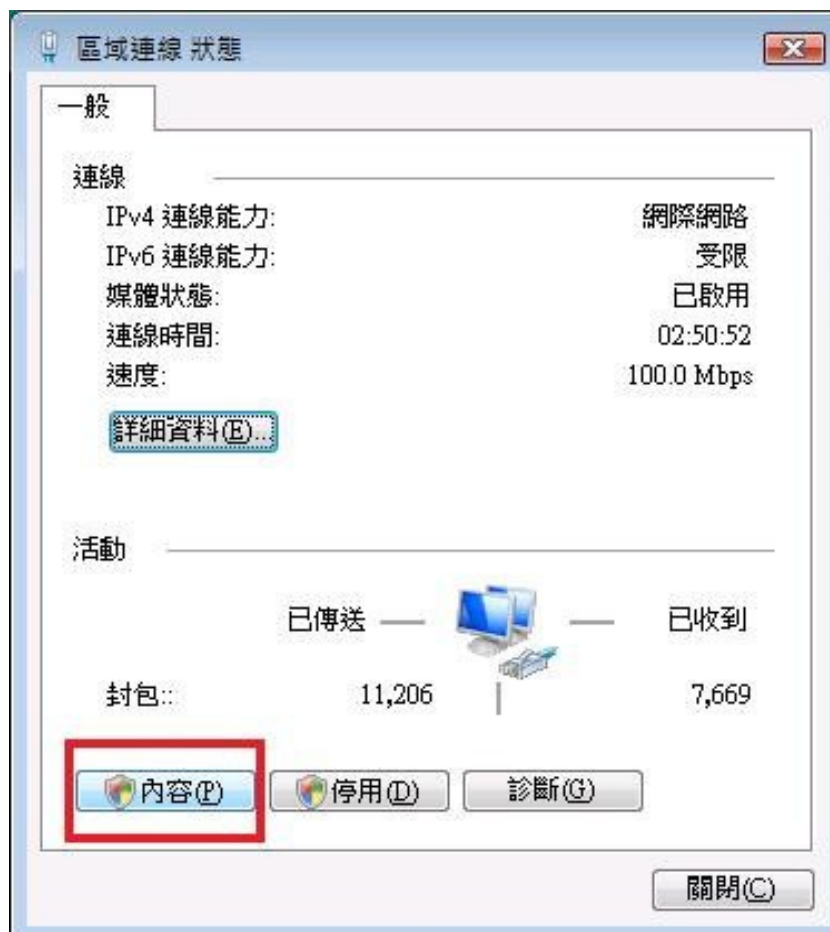 區域連線 狀態
一般
連線
IPv4 連線能力: 網際網路
IPv6 連線能力: 受限
媒體狀態: 已啟用
連線時間: 02:50:52
速度: 100.0 Mbps
詳細資料(E)...
活動
已傳送 — — 已收到
封包:: 11,206 7,669
內容(P) 停用(D) 診斷(G)
關閉(C)